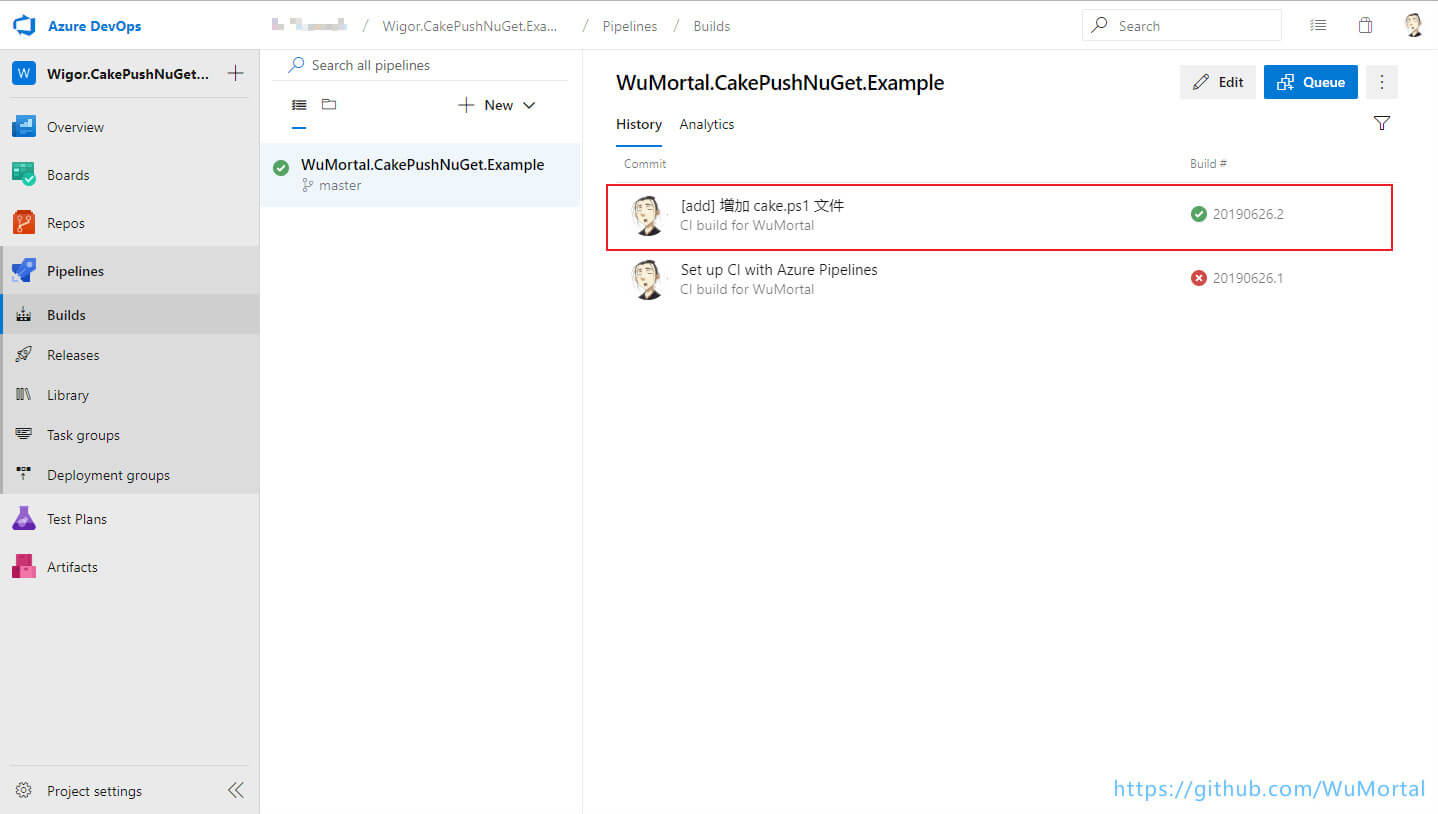 Azure DevOps
/ Wigor.CakePushNuGet.Exa... / Pipelines / Builds
Search
W Wigor.CakePushNuGet...
Overview
Boards
Repos
Pipelines
Builds
Releases
Library
Task groups
Deployment groups
Test Plans
Artifacts
Project settings
Search all pipelines
New
WuMortal.CakePushNuGet.Example
master
WuMortal.CakePushNuGet.Example
Edit
Queue
History Analytics
Commit Build #
[add] 增加 cake.ps1 文件
CI build for WuMortal
20190626.2
Set up CI with Azure Pipelines
CI build for WuMortal
20190626.1
https://github.com/WuMortal